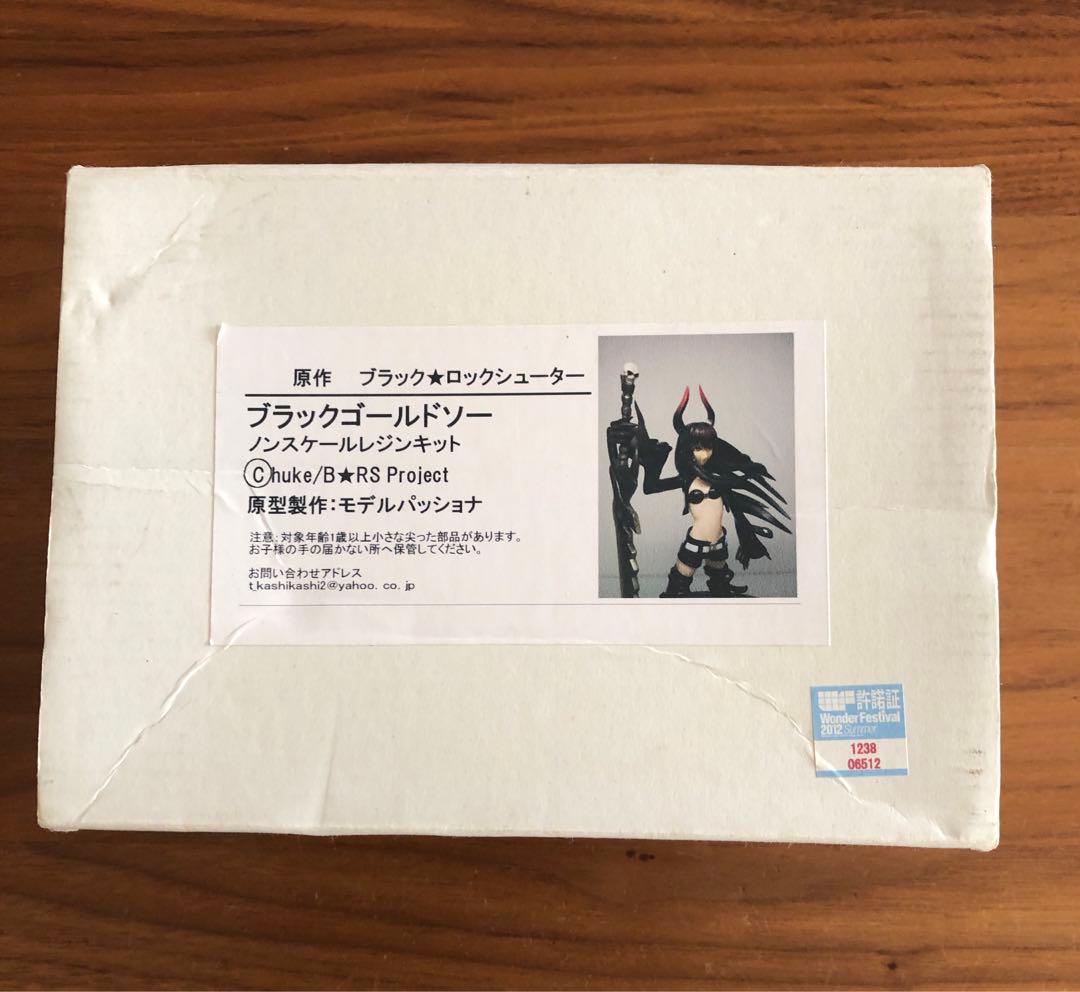 原作 ブラック★ロックシューター
ブラックゴールドソー
ノンスケールレジンキット
Ⓒhuke/B★RS Project
原型製作:モデルパッショナ
注意:対象年齢1歳以上小さな尖った部品があります。
お子様の手の届かない所へ保管してください。
お問い合わせアドレス
t_kashikashi2@yahoo.co.jp
許諾証
Wonder Festival
2012 Summer
1238
06512